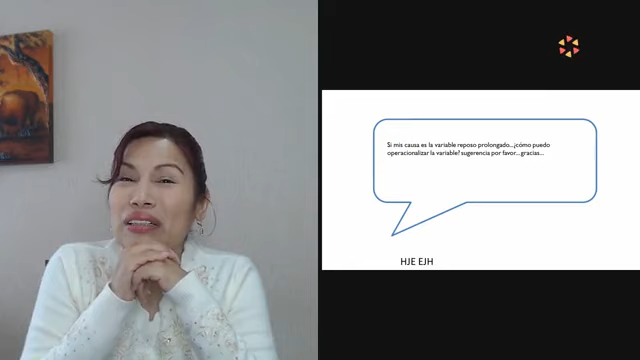 Si mis causa es la variable reposo prolongado...¿cómo puedo
operacionalizar la variable? sugerencia por favor...gracias...
HJE EJH